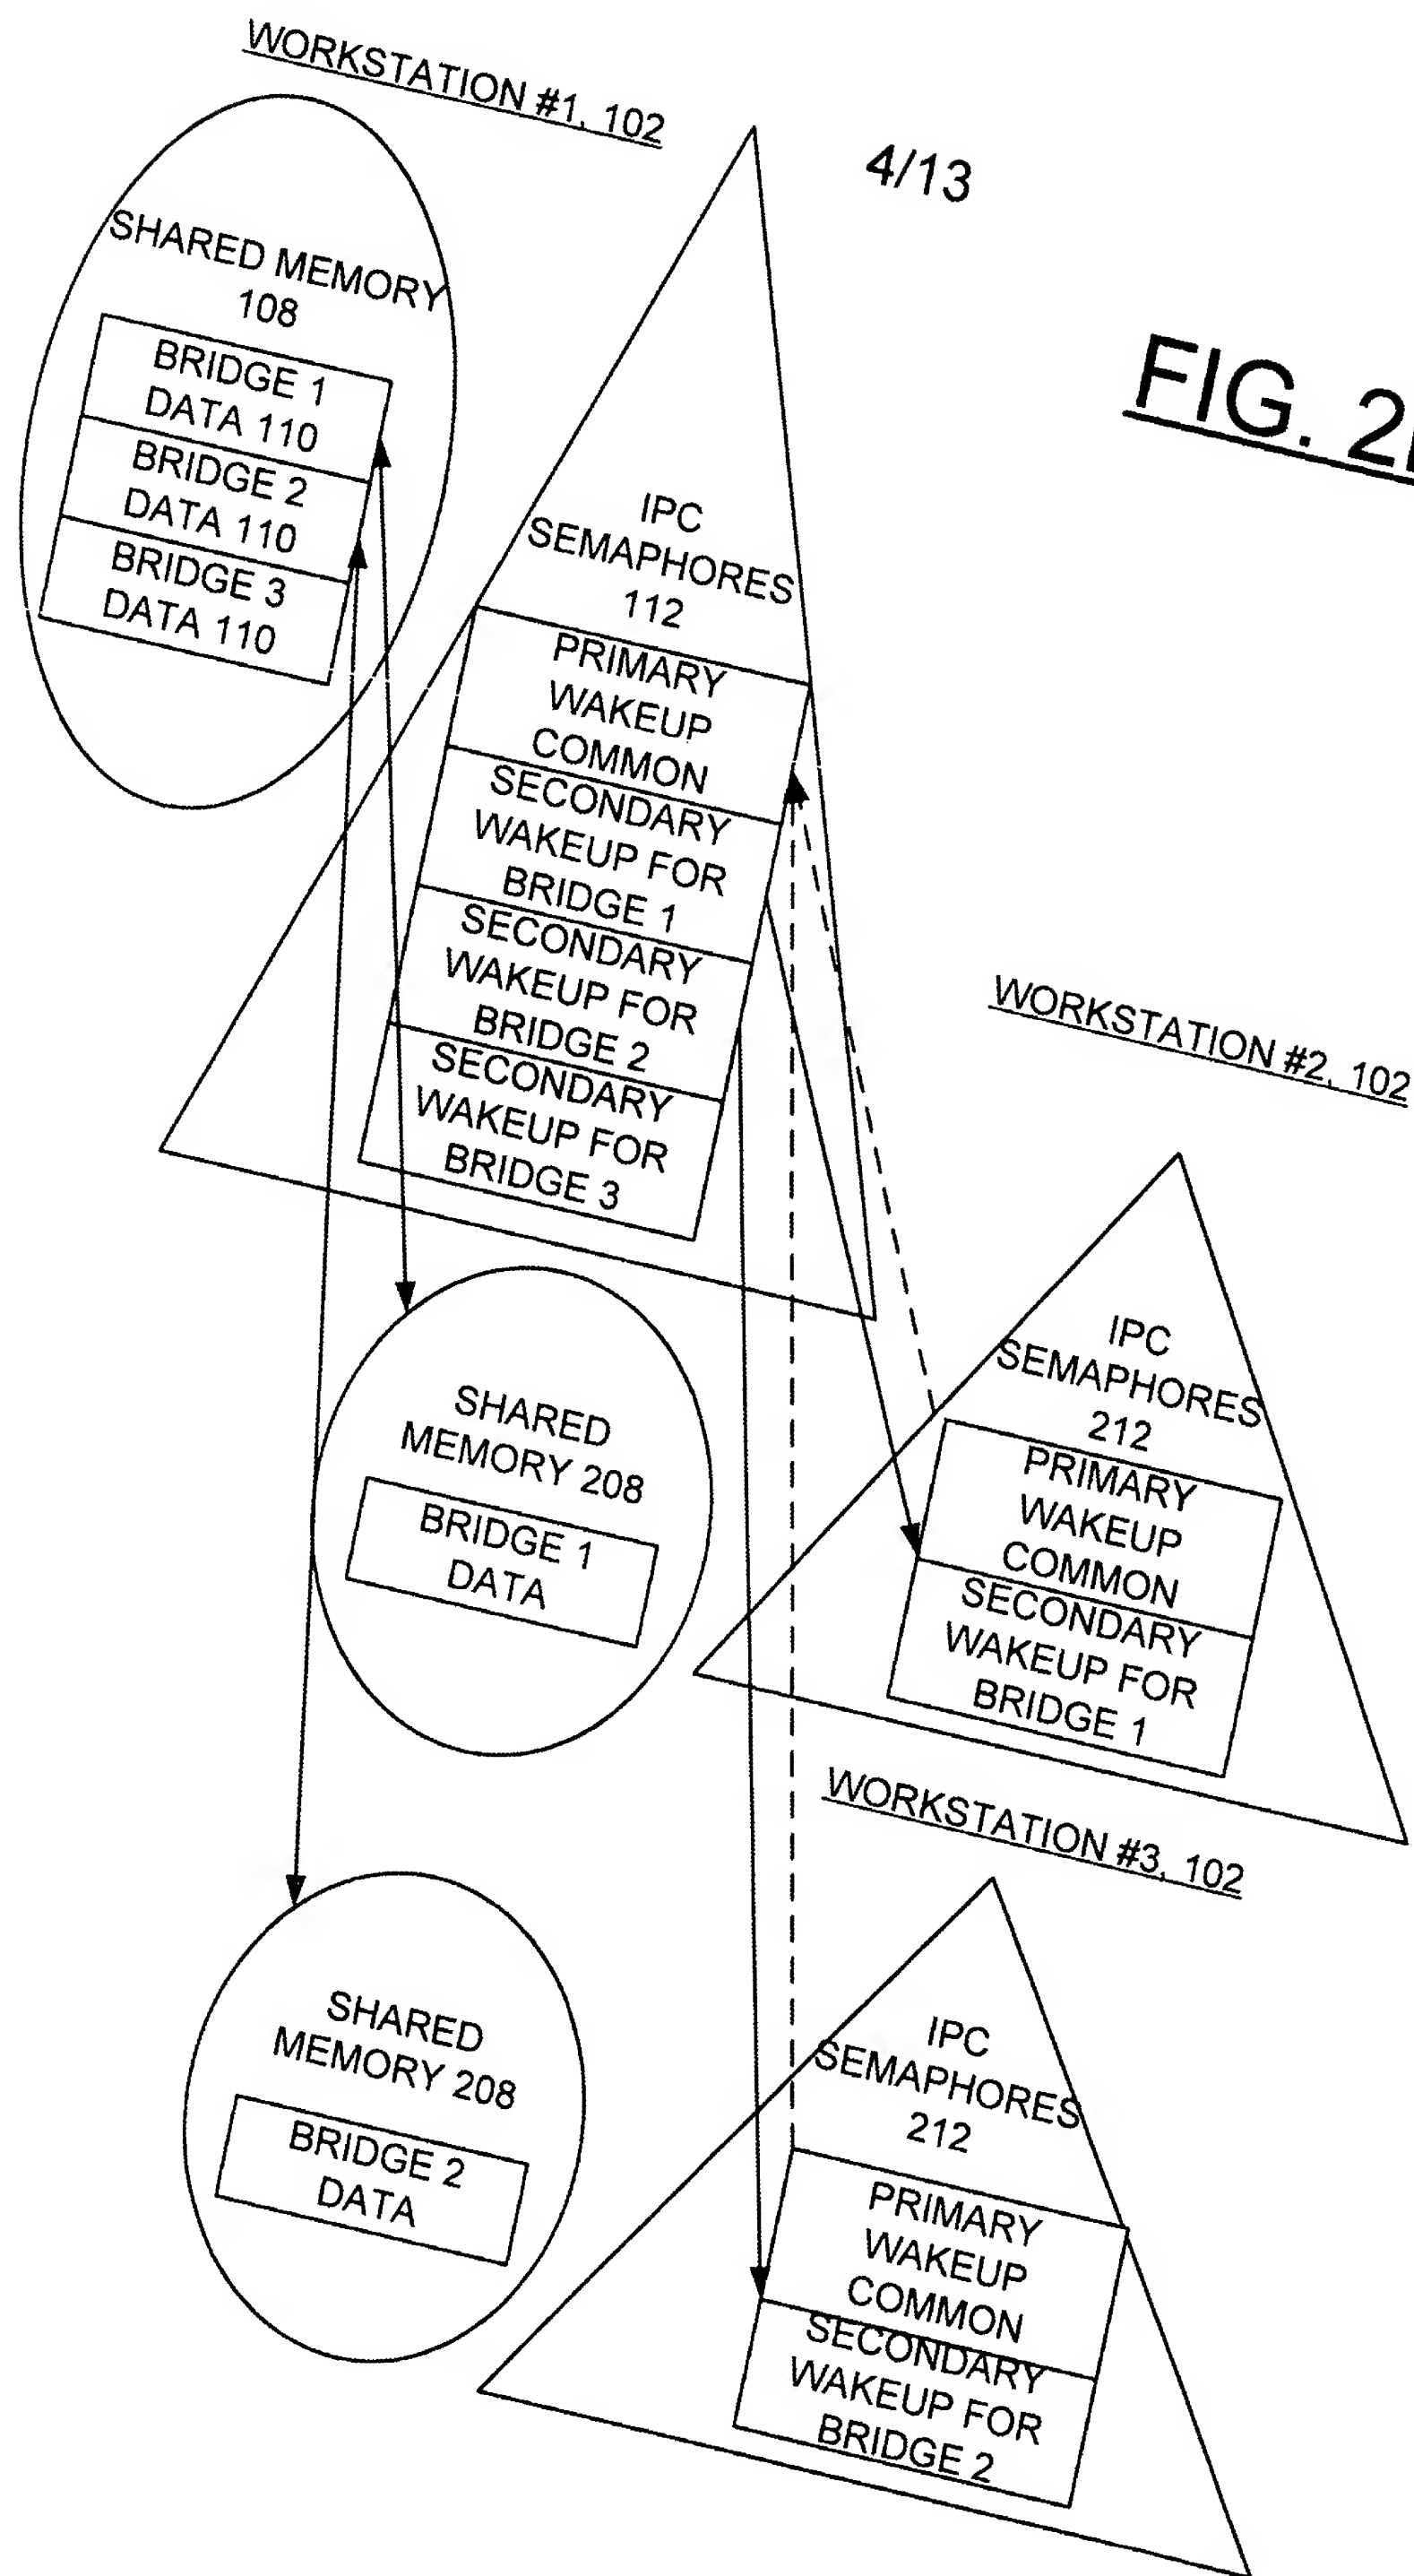 WORKSTATION #1, 102
4/13
SHARED MEMORY
108
BRIDGE 1
DATA 110
BRIDGE 2
DATA 110
BRIDGE 3
DATA 110
FIG. 2
IPC
SEMAPHORES
112
PRIMARY
WAKEUP
COMMON
SECONDARY
WAKEUP FOR
BRIDGE 1
SECONDARY
WAKEUP FOR
BRIDGE 2
SECONDARY
WAKEUP FOR
BRIDGE 3
WORKSTATION #2, 102
SHARED
MEMORY 208
BRIDGE 1
DATA
IPC
SEMAPHORES
212
PRIMARY
WAKEUP
COMMON
SECONDARY
WAKEUP FOR
BRIDGE 1
WORKSTATION #3, 102
SHARED
MEMORY 208
BRIDGE 2
DATA
IPC
SEMAPHORES
212
PRIMARY
WAKEUP
COMMON
SECONDARY
WAKEUP FOR
BRIDGE 2